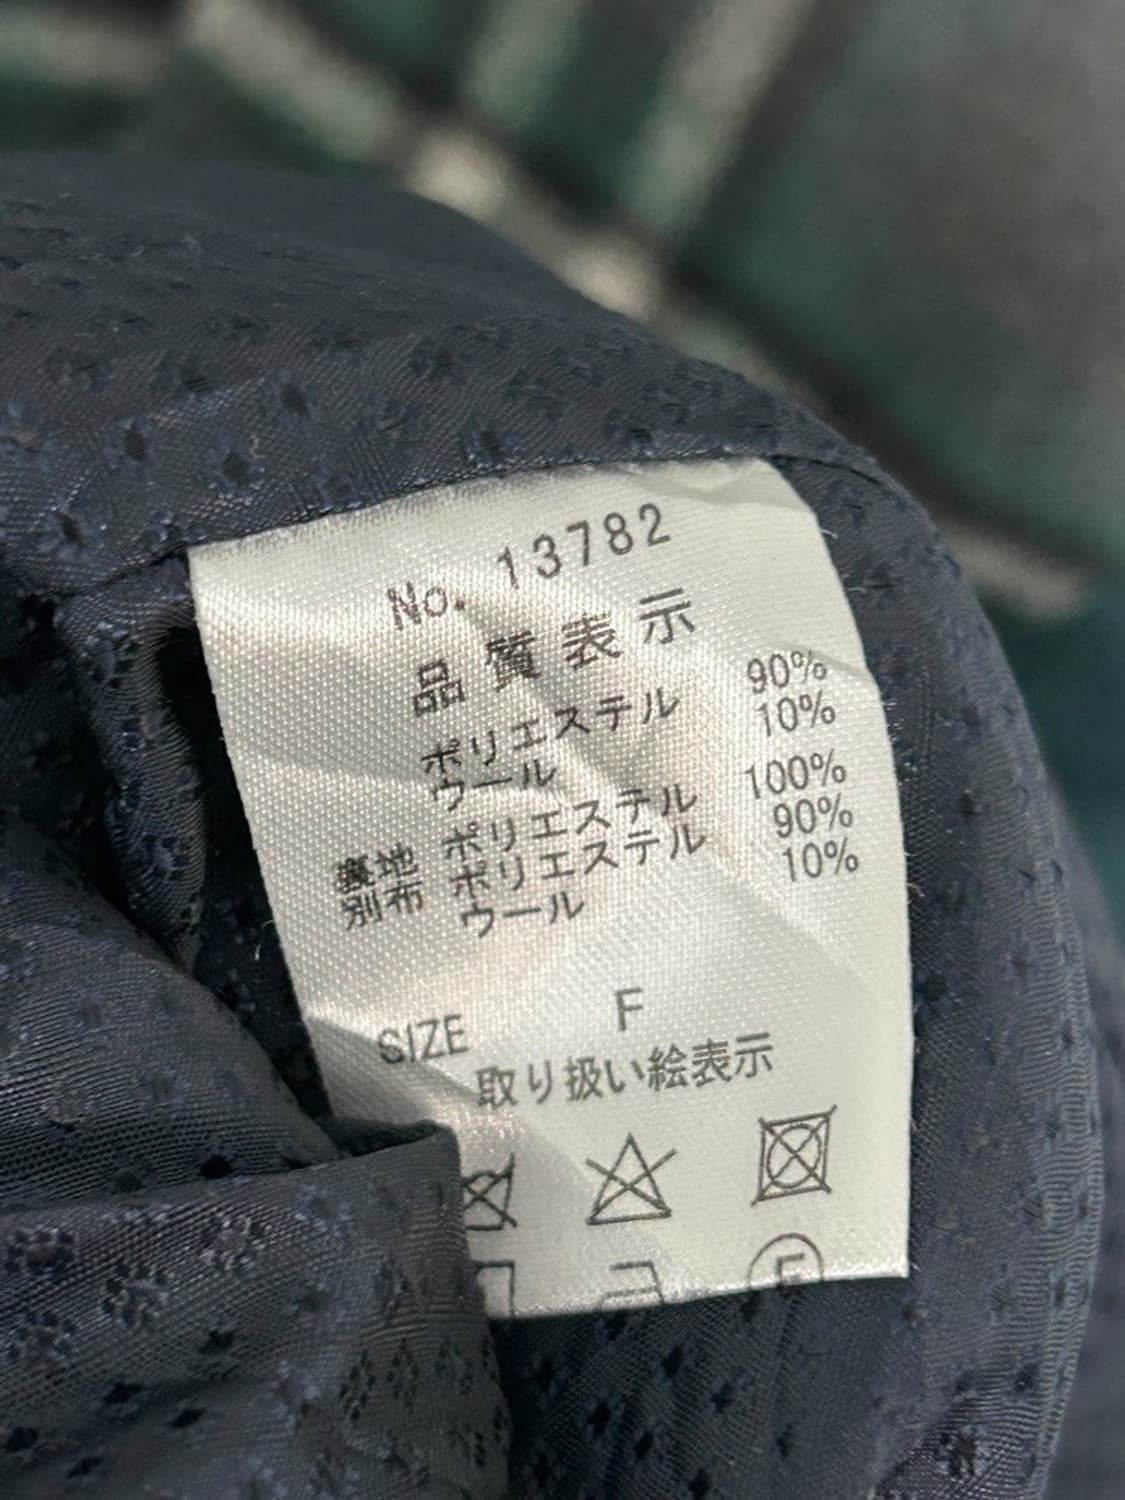 No. 13782
品質表示
ポリエステル 90%
ウール 10%
裏地 ポリエステル 100%
別布 ポリエステル 90%
ウール 10%
SIZE F
取り扱い絵表示